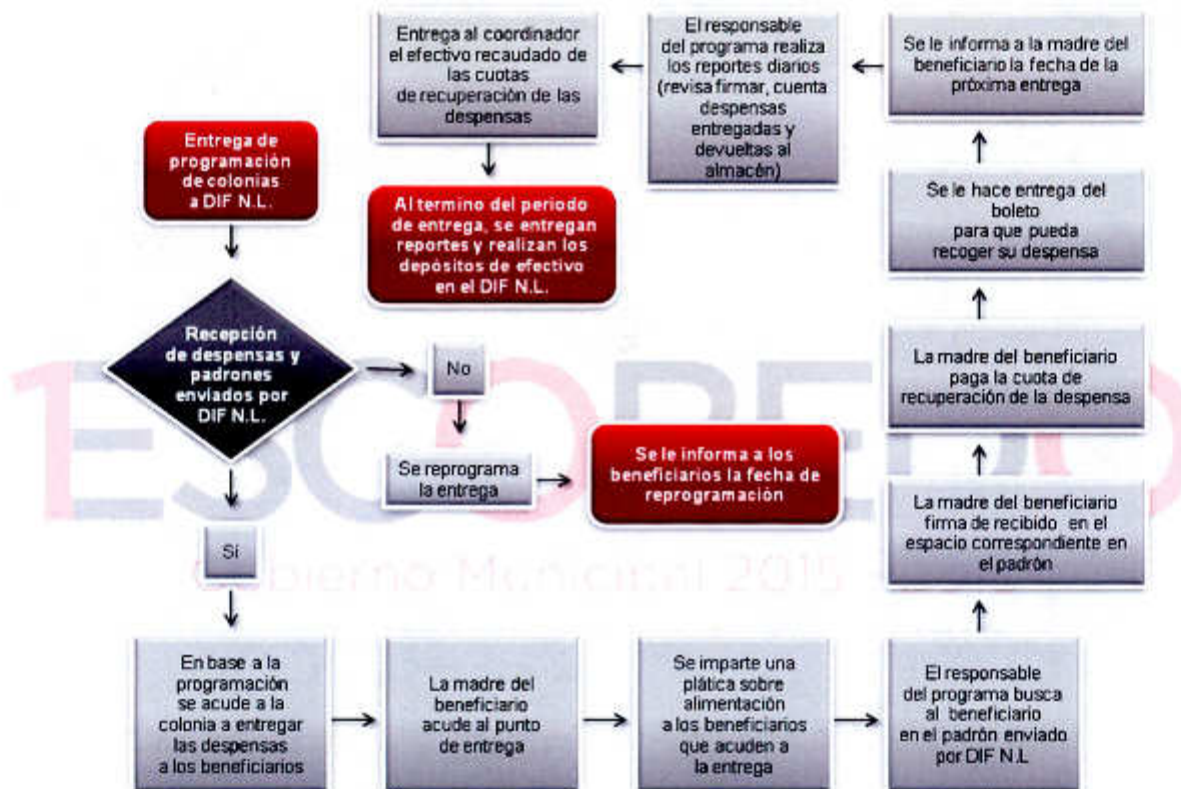 Entrega de
programación
de colonias
a DIF N.L.
Recepción
de despensas y
padrones
enviados por
DIF N.L.
No
Se reprograma
la entrega
Se le informa a los
beneficiarios la fecha de
reprogramación
Sí
En base a la
programación
se acude a la
colonia a entregar
las despensas
a los beneficiarios
La madre del
beneficiario
acude al punto
de entrega
Se imparte una
plática sobre
alimentación
a los beneficiarios
que acuden a
la entrega
El responsable
del programa busca
al beneficiario
en el padrón enviado
por DIF N.L
La madre del beneficiario
firma de recibido en el
espacio correspondiente en
el padrón
La madre del beneficiario
paga la cuota de
recuperación de la despensa
Se le hace entrega del
boleto
para que pueda
recoger su despensa
Se le informa a la madre del
beneficiario la fecha de la
próxima entrega
El responsable
del programa realiza
los reportes diarios
(revisa firmar, cuenta
despensas
entregadas y
devueltas al
almacén)
Entrega al coordinador
el efectivo recaudado de
las cuotas
de recuperación de las
despensas
Al termino del periodo
de entrega, se entregan
reportes y realizan los
depósitos de efectivo
en el DIF N.L.
ESCOBEDO
Gobierno Municipal 2015